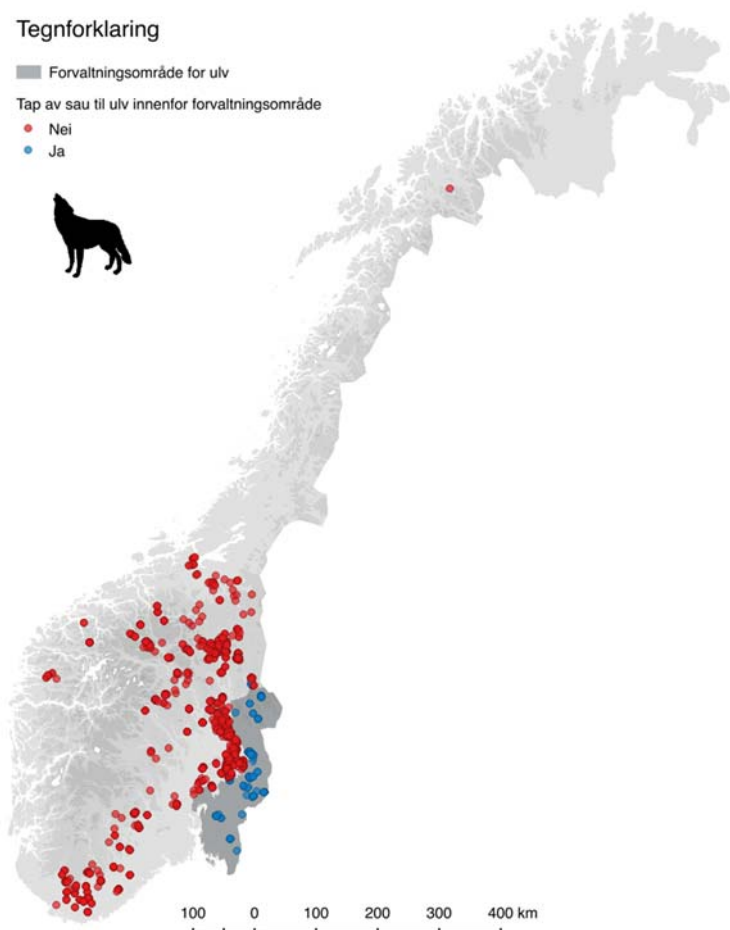 Tegnforklaring
Forvaltningsområde for ulv
Tap av sau til ulv innenfor forvaltningsområde
Nei
Ja
100 0 100 200 300 400 km